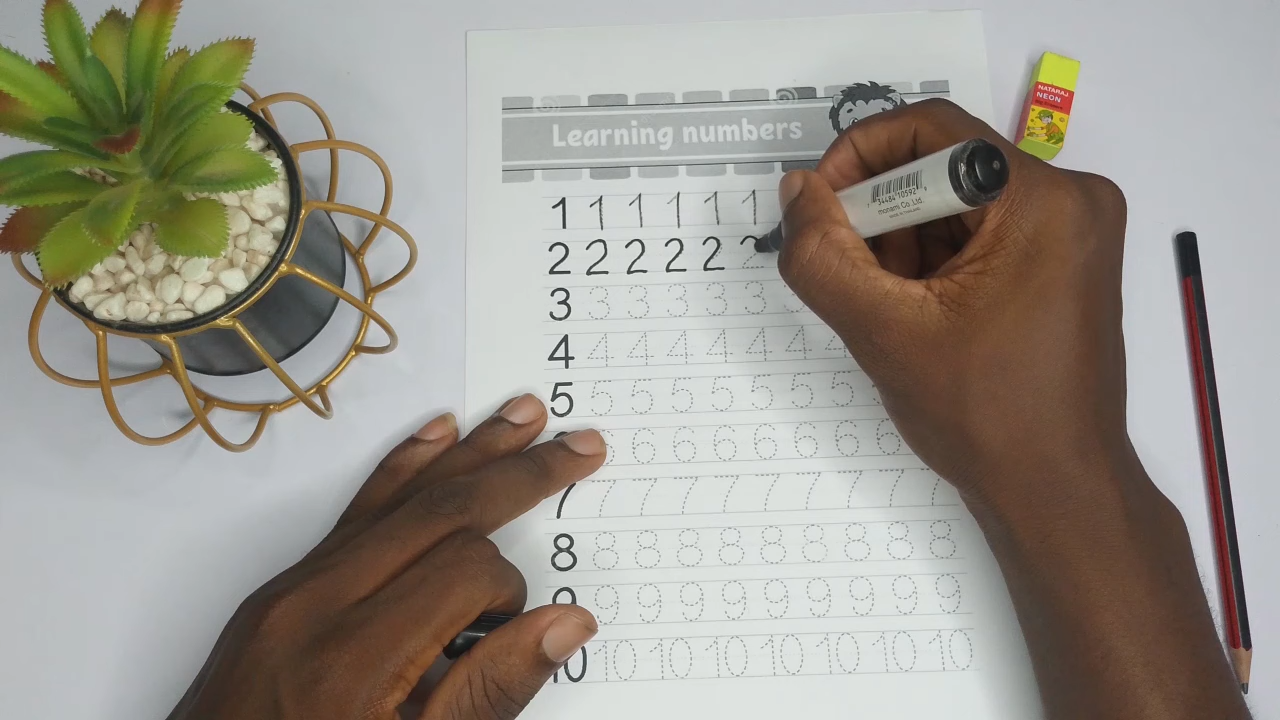 Learning numbers
NATARAJ
NEON
monami Co.,Ltd.
1 1 1 1 1 1
2 2 2 2 2 2
3 3 3 3 3 3
4 4 4 4 4 4 4 4
5 5 5 5 5 5 5 5
6 6 6 6 6 6 6
7 7 7 7 7 7 7 7 7 7
8 8 8 8 8 8 8 8 8 8
9 9 9 9 9 9 9 9 9
10 10 10 10 10 10 10 10